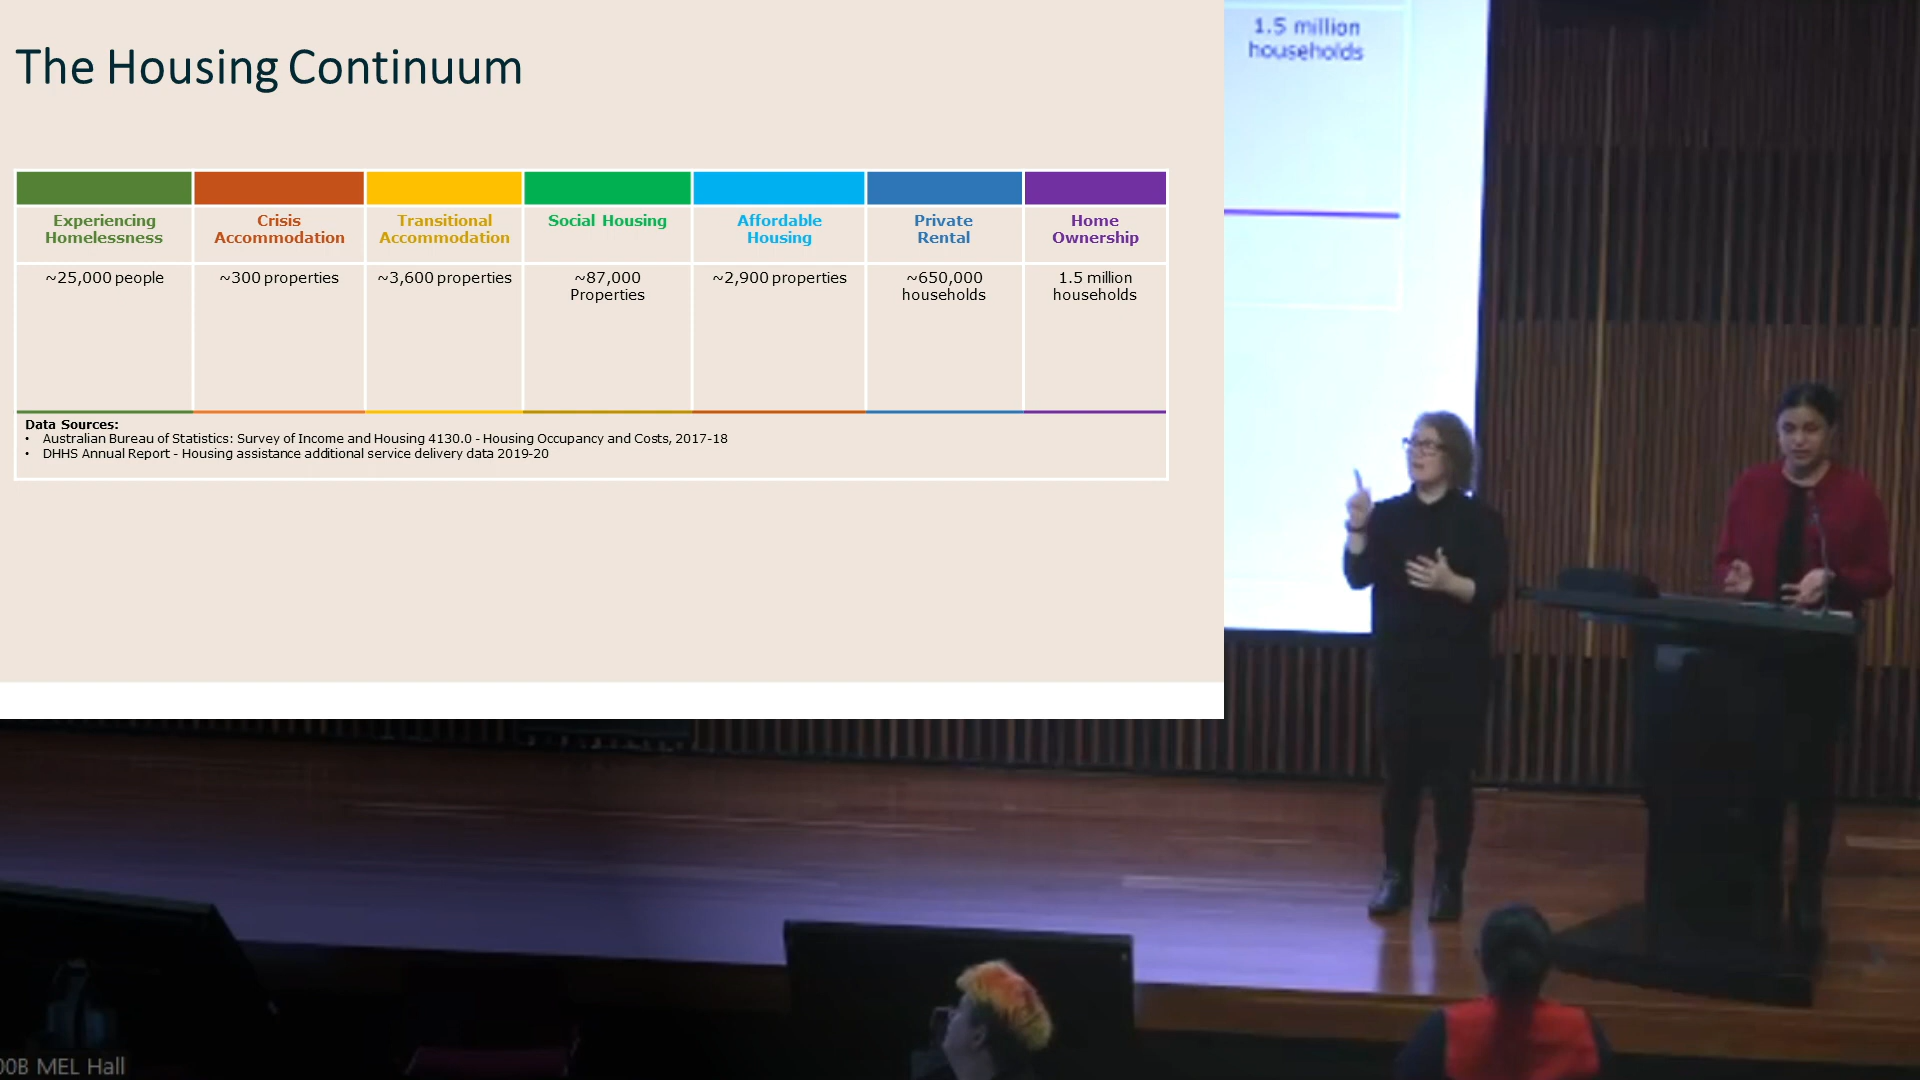 The Housing Continuum
Experiencing
Homelessness
Crisis
Accommodation
Transitional
Accommodation
Social Housing
Affordable
Housing
Private
Rental
Home
Ownership
~25,000 people
~300 properties
~3,600 properties
~87,000
Properties
~2,900 properties
~650,000
households
1.5 million
households
Data Sources:
• Australian Bureau of Statistics: Survey of Income and Housing 4130.0 - Housing Occupancy and Costs, 2017-18
• DHHS Annual Report - Housing assistance additional service delivery data 2019-20
1.5 million
households
00B MEL Hall